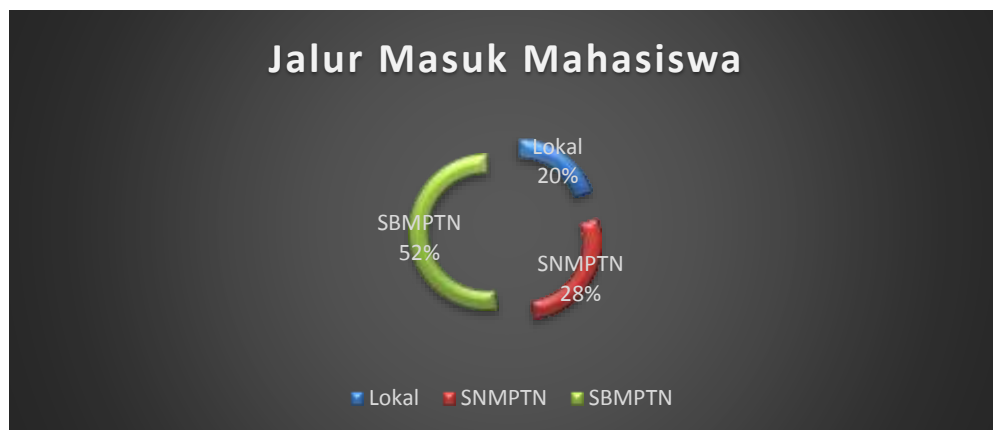 Jalur Masuk Mahasiswa
Lokal
20%
SBMPTN
52%
SNMPTN
28%
Lokal SNMPTN SBMPTN